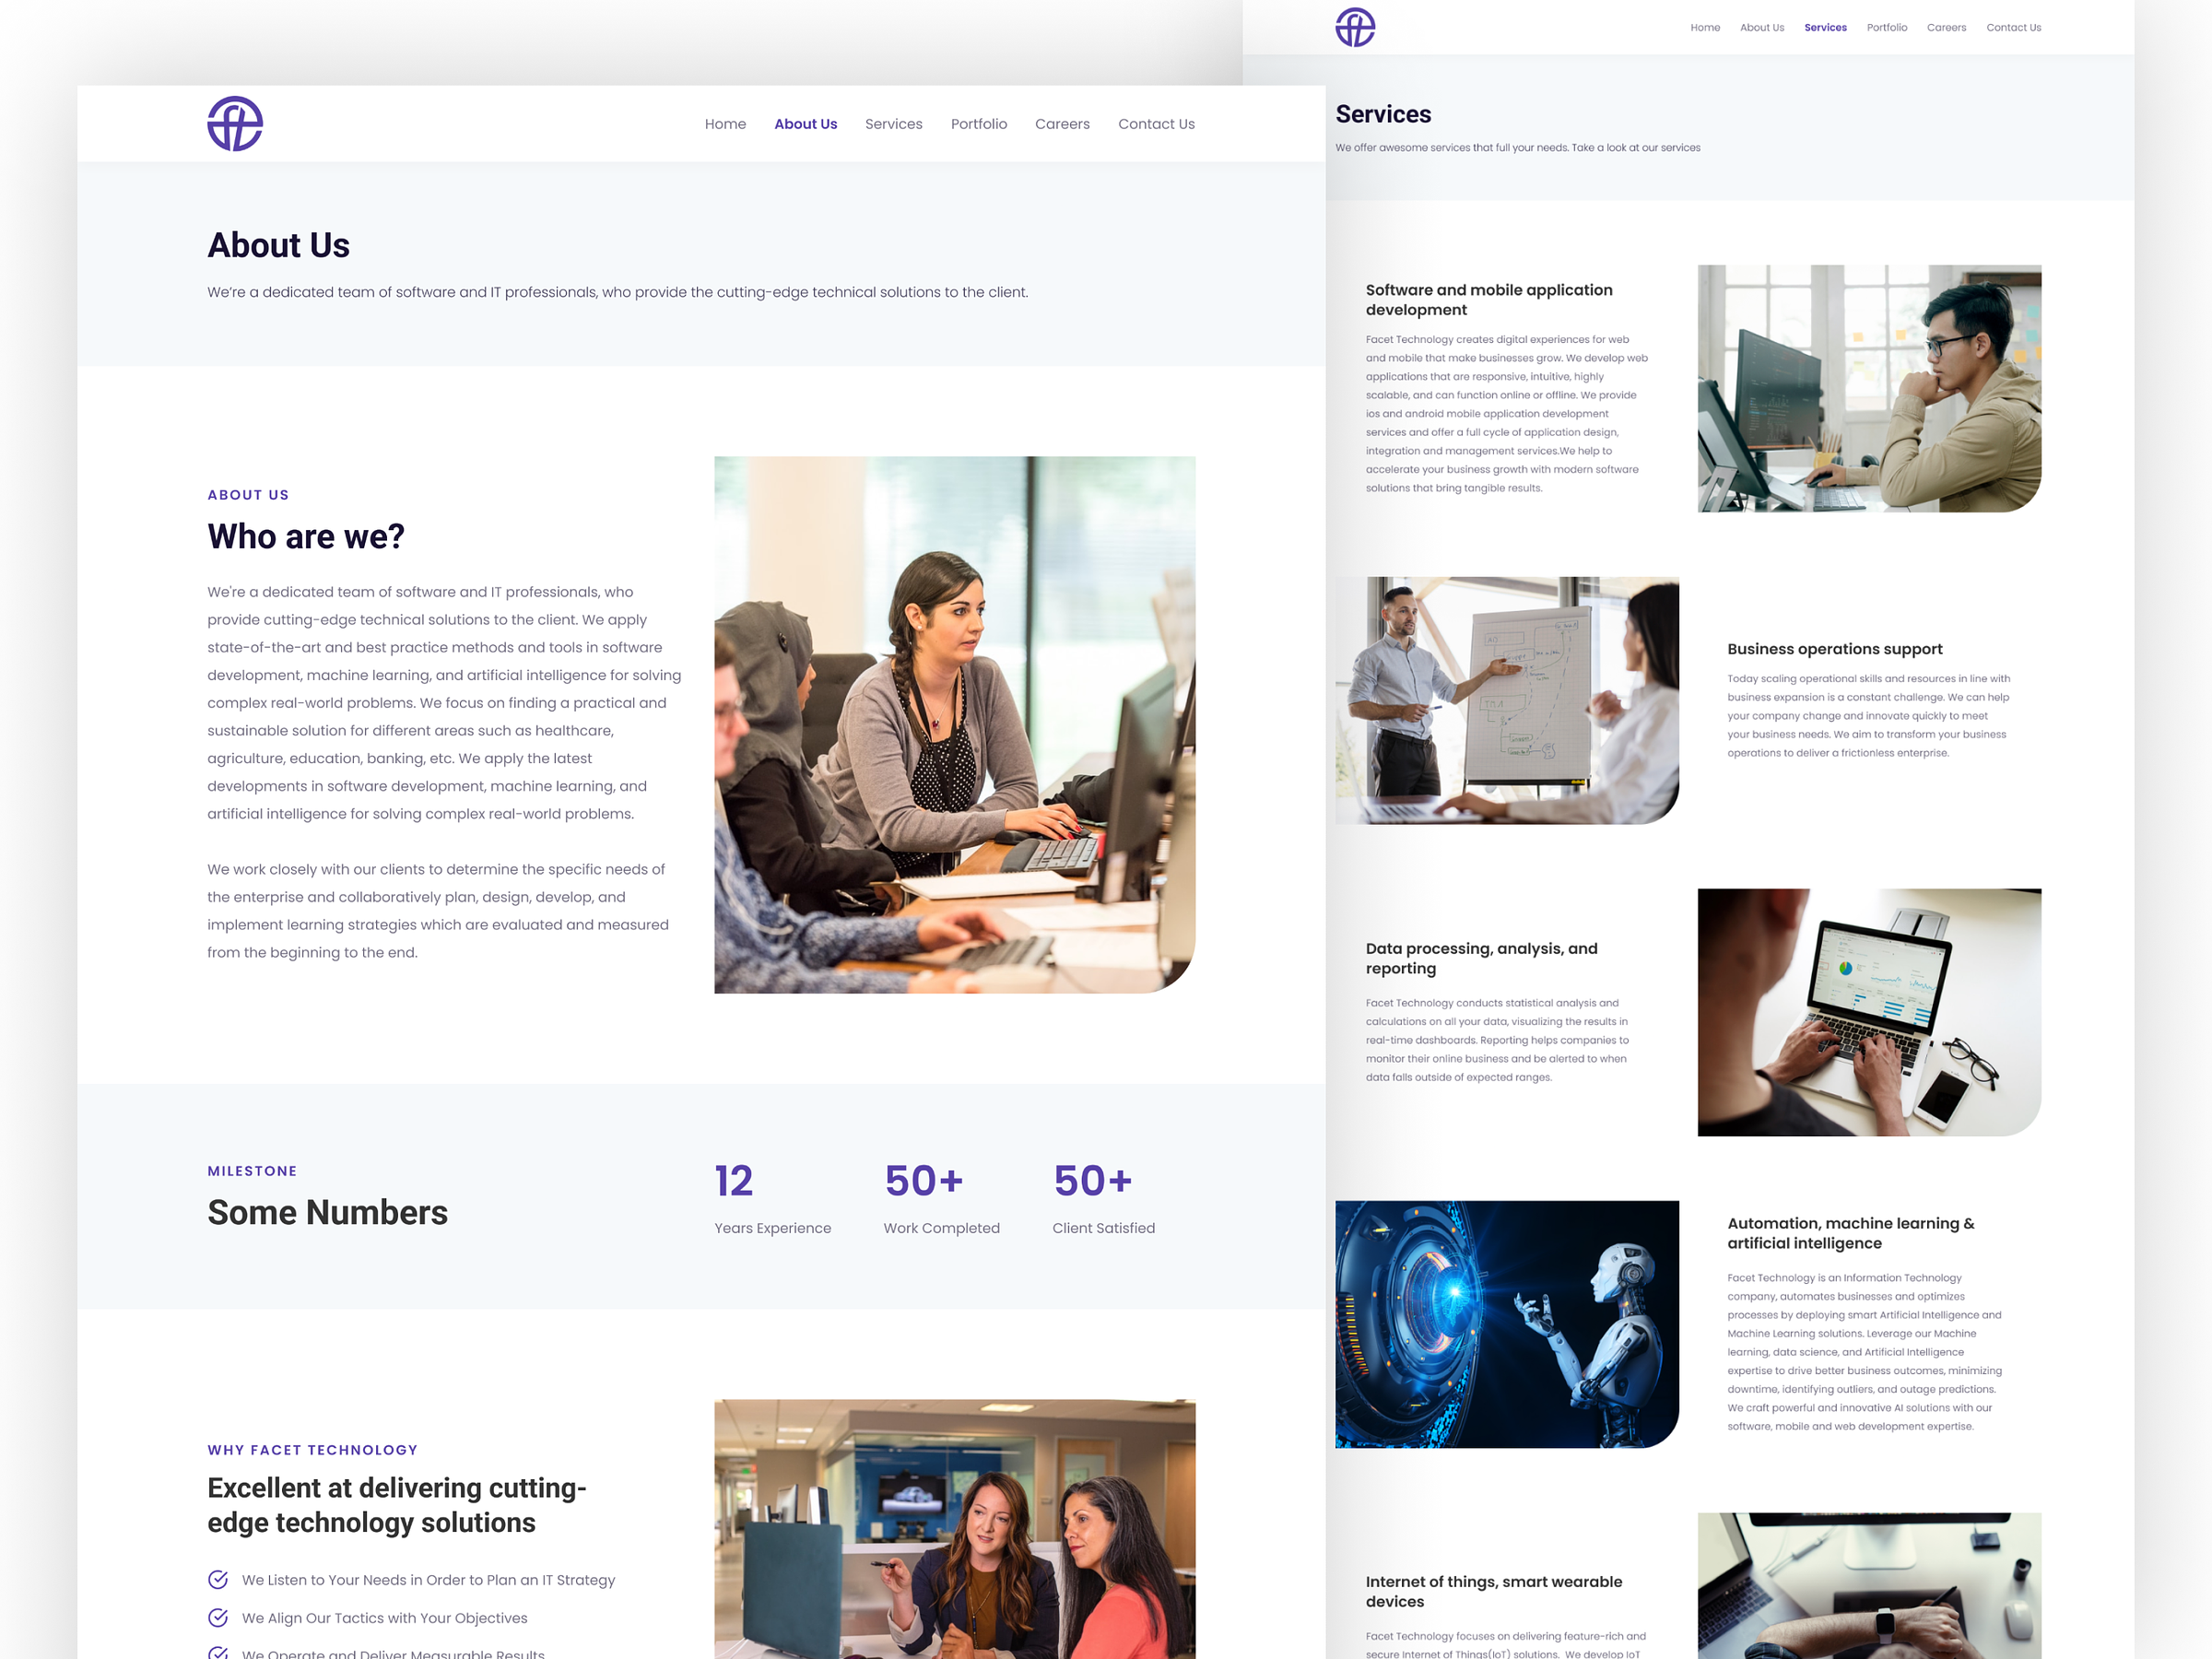 Home About Us Services Portfolio Careers Contact Us
About Us
We're a dedicated team of software and IT professionals, who provide the cutting-edge technical solutions to the client.
ABOUT US
Who are we?
We're a dedicated team of software and IT professionals, who
provide cutting-edge technical solutions to the client. We apply
state-of-the-art and best practice methods and tools in software
development, machine learning, and artificial intelligence for solving
complex real-world problems. We focus on finding a practical and
sustainable solution for different areas such as healthcare,
agriculture, education, banking, etc. We apply the latest
developments in software development, machine learning, and
artificial intelligence for solving complex real-world problems.
We work closely with our clients to determine the specific needs of
the enterprise and collaboratively plan, design, develop, and
implement learning strategies which are evaluated and measured
from the beginning to the end.
MILESTONE
Some Numbers
12
Years Experience
50+
Work Completed
50+
Client Satisfied
WHY FACET TECHNOLOGY
Excellent at delivering cutting-
edge technology solutions
We Listen to Your Needs in Order to Plan an IT Strategy
We Align Our Tactics with Your Objectives
We Operate and Deliver Measurable Results
Home About Us Services Portfolio Careers Contact Us
Services
We offer awesome services that full your needs. Take a look at our services
Software and mobile application
development
Facet Technology creates digital experiences for web
and mobile that make businesses grow. We develop web
applications that are responsive, intuitive, highly
scalable, and can function online or offline. We provide
ios and android mobile application development
services and offer a full cycle of application design,
integration and management services.We help to
accelerate your business growth with modern software
solutions that bring tangible results.
Business operations support
Today scaling operational skills and resources in line with
business expansion is a constant challenge. We can help
your company change and innovate quickly to meet
your business needs. We aim to transform your business
operations to deliver a frictionless enterprise.
Data processing, analysis, and
reporting
Facet Technology conducts statistical analysis and
calculations on all your data, visualizing the results in
real-time dashboards. Reporting helps companies to
monitor their online business and be alerted to when
data falls outside of expected ranges.
Automation, machine learning &
artificial intelligence
Facet Technology is an Information Technology
company, automates businesses and optimizes
processes by deploying smart Artificial Intelligence and
Machine Learning solutions. Leverage our Machine
learning, data science, and Artificial Intelligence
expertise to drive better business outcomes, minimizing
downtime, identifying outliers, and outage predictions.
We craft powerful and innovative AI solutions with our
software, mobile and web development expertise.
Internet of things, smart wearable
devices
Facet Technology focuses on delivering feature-rich and
secure Internet of Things(IoT) solutions. We develop IoT